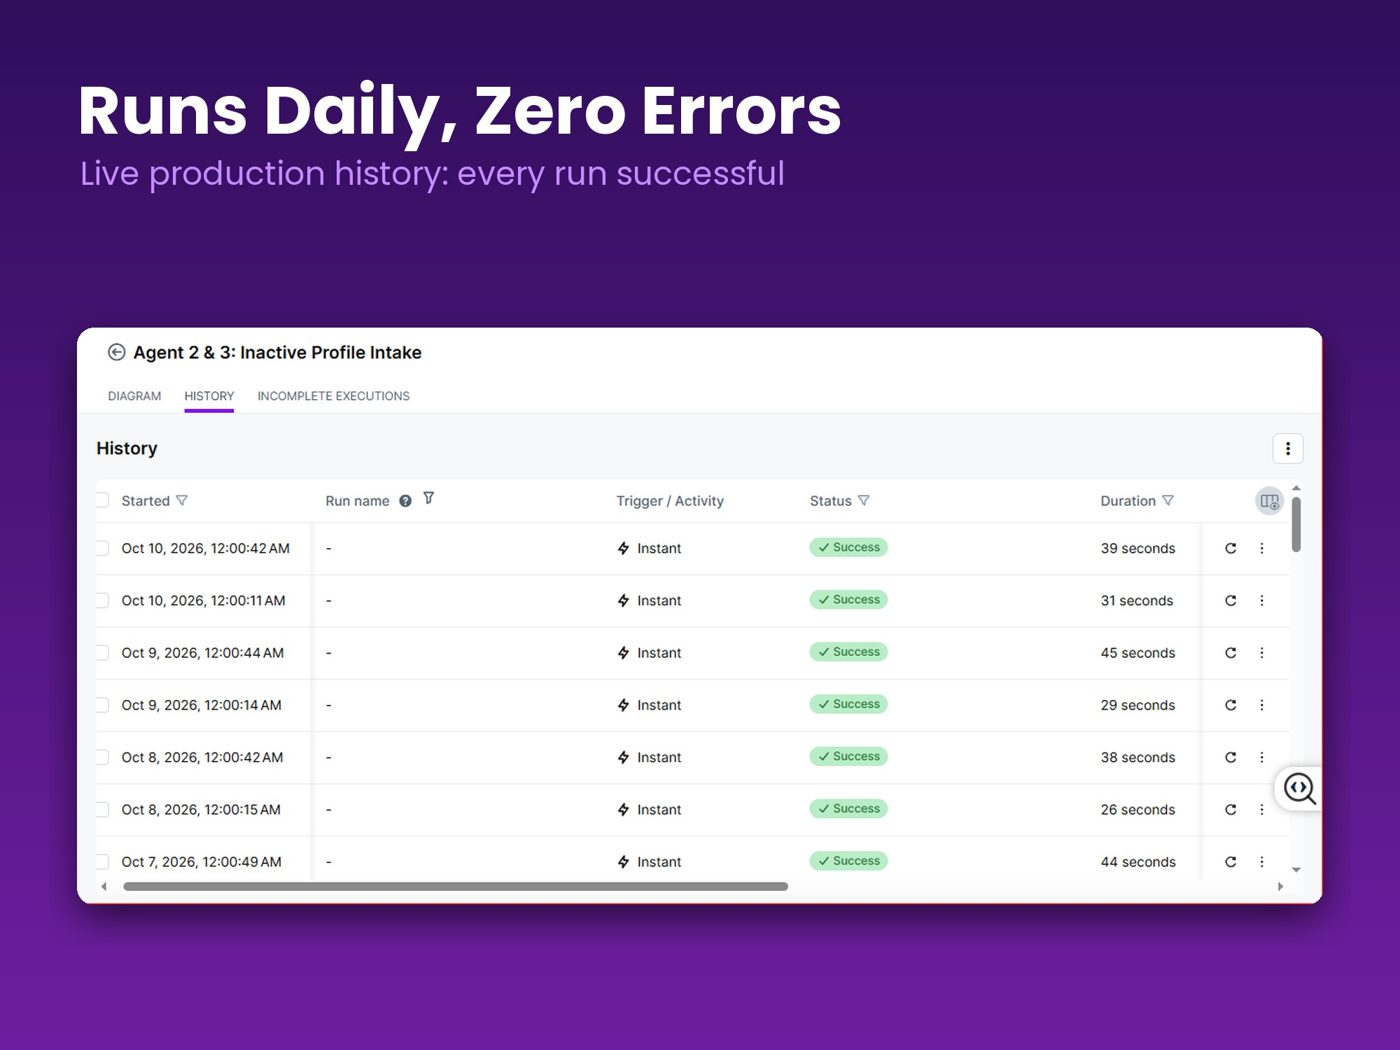 Runs Daily, Zero Errors
Live production history: every run successful
Agent 2 & 3: Inactive Profile Intake
DIAGRAM HISTORY INCOMPLETE EXECUTIONS
History
Started Run name ? Trigger / Activity Status Duration
Oct 10, 2026, 12:00:42 AM - Instant Success 39 seconds
Oct 10, 2026, 12:00:11 AM - Instant Success 31 seconds
Oct 9, 2026, 12:00:44 AM - Instant Success 45 seconds
Oct 9, 2026, 12:00:14 AM - Instant Success 29 seconds
Oct 8, 2026, 12:00:42 AM - Instant Success 38 seconds
Oct 8, 2026, 12:00:15 AM - Instant Success 26 seconds
Oct 7, 2026, 12:00:49 AM - Instant Success 44 seconds